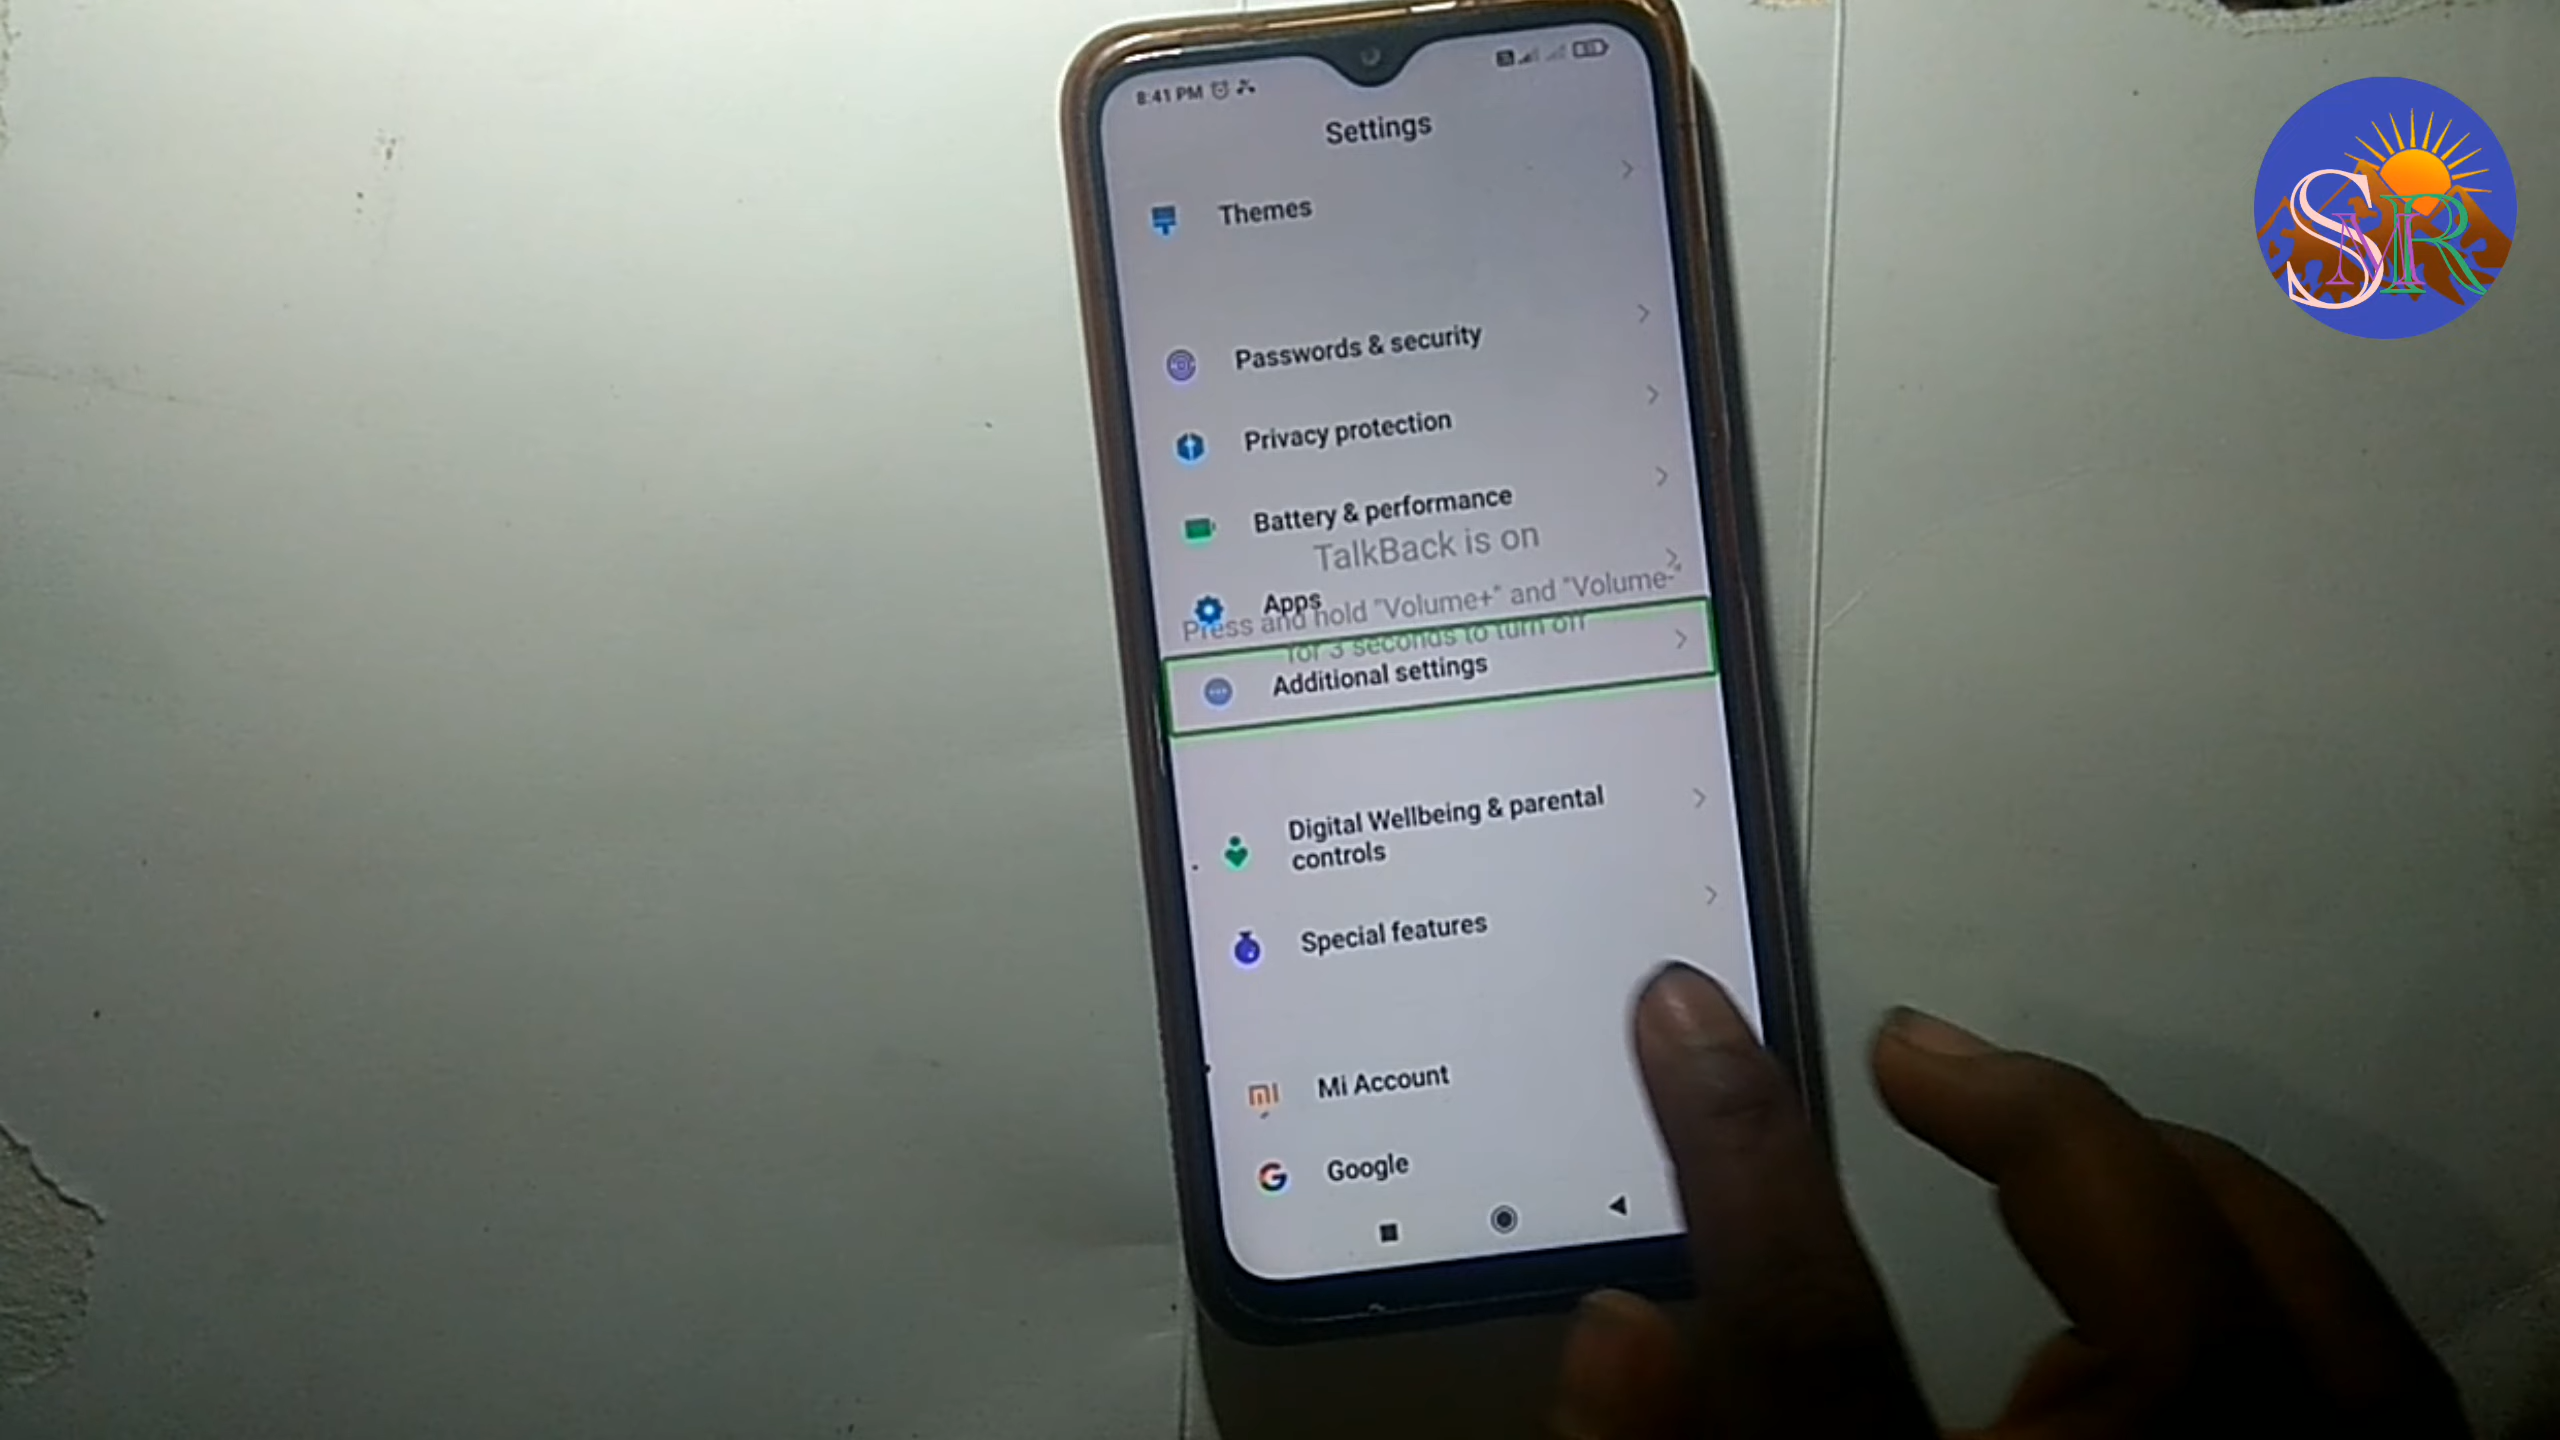 8:41 PM
Settings
Themes
Passwords & security
Privacy protection
Battery & performance
TalkBack is on
Apps
Press and hold "Volume+" and "Volume-"
for 3 seconds to turn off
Additional settings
Digital Wellbeing & parental
controls
Special features
Mi Account
Google
SMR